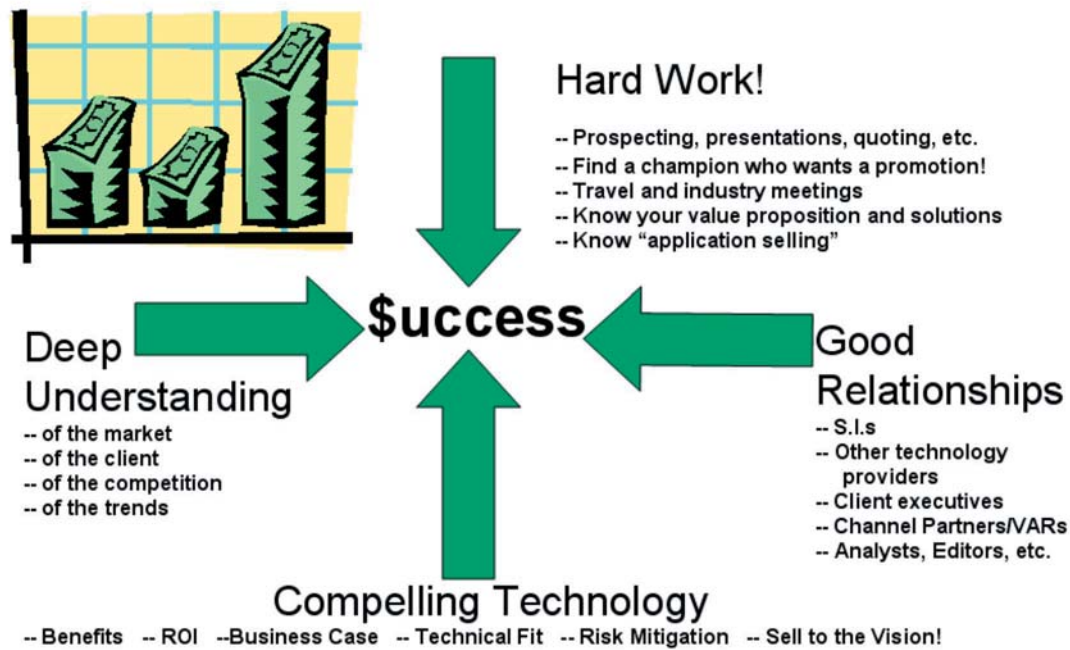 Hard Work!
-- Prospecting, presentations, quoting, etc.
-- Find a champion who wants a promotion!
-- Travel and industry meetings
-- Know your value proposition and solutions
-- Know “application selling”
$uccess
Deep
Understanding
-- of the market
-- of the client
-- of the competition
-- of the trends
Good
Relationships
-- S.I.s
-- Other technology
providers
-- Client executives
-- Channel Partners/VARs
-- Analysts, Editors, etc.
Compelling Technology
-- Benefits -- ROI --Business Case -- Technical Fit -- Risk Mitigation -- Sell to the Vision!